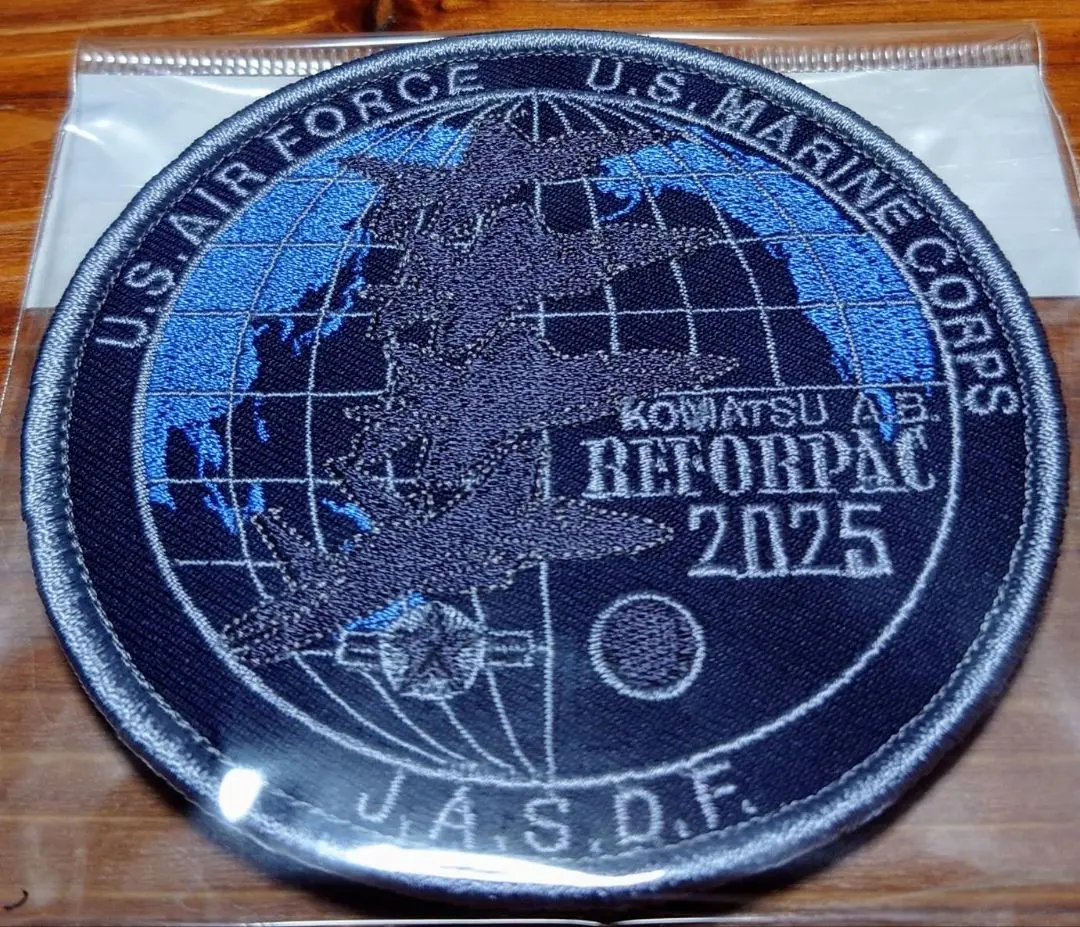 U.S. AIR FORCE
U.S. MARINE CORPS
KOMATSU A.B.
REFORPAC
2025
J.A.S.D.F.